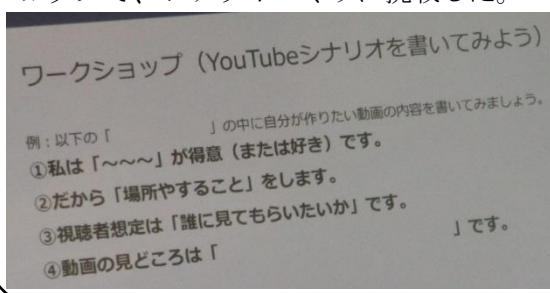 ワークショップ（YouTubeシナリオを書いてみよう）
例：以下の「　　　　　」の中に自分が作りたい動画の内容を書いてみましょう。
①私は「～～～」が得意（または好き）です。
②だから「場所やすること」をします。
③視聴者想定は「誰に見てもらいたいか」です。
④動画の見どころは「　　　　　　　　　　　」です。